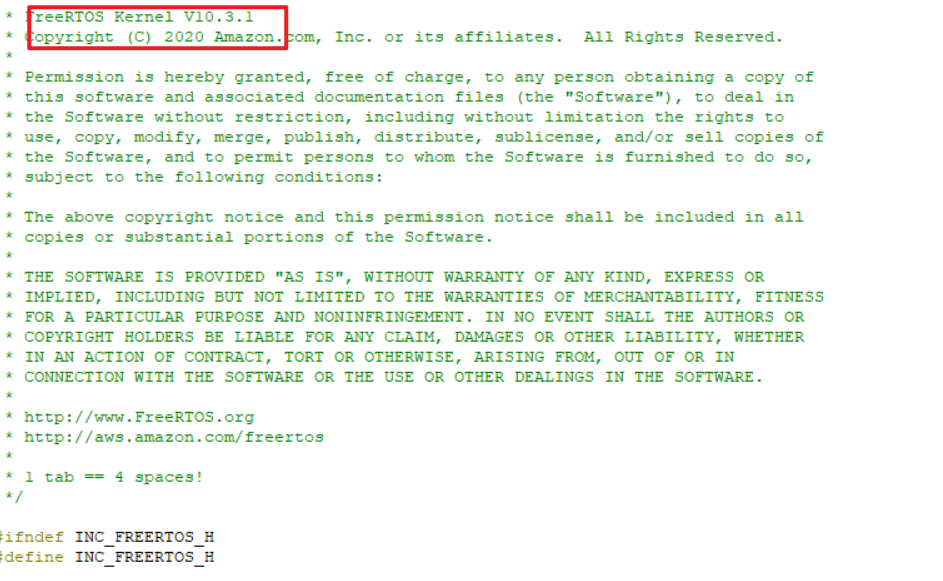 * FreeRTOS Kernel V10.3.1
* Copyright (C) 2020 Amazon.com, Inc. or its affiliates.  All Rights Reserved.
*
* Permission is hereby granted, free of charge, to any person obtaining a copy of
* this software and associated documentation files (the "Software"), to deal in
* the Software without restriction, including without limitation the rights to
* use, copy, modify, merge, publish, distribute, sublicense, and/or sell copies of
* the Software, and to permit persons to whom the Software is furnished to do so,
* subject to the following conditions:
*
* The above copyright notice and this permission notice shall be included in all
* copies or substantial portions of the Software.
*
* THE SOFTWARE IS PROVIDED "AS IS", WITHOUT WARRANTY OF ANY KIND, EXPRESS OR
* IMPLIED, INCLUDING BUT NOT LIMITED TO THE WARRANTIES OF MERCHANTABILITY, FITNESS
* FOR A PARTICULAR PURPOSE AND NONINFRINGEMENT. IN NO EVENT SHALL THE AUTHORS OR
* COPYRIGHT HOLDERS BE LIABLE FOR ANY CLAIM, DAMAGES OR OTHER LIABILITY, WHETHER
* IN AN ACTION OF CONTRACT, TORT OR OTHERWISE, ARISING FROM, OUT OF OR IN
* CONNECTION WITH THE SOFTWARE OR THE USE OR OTHER DEALINGS IN THE SOFTWARE.
*
* http://www.FreeRTOS.org
* http://aws.amazon.com/freertos
*
* 1 tab == 4 spaces!
*/
#ifndef INC_FREERTOS_H
#define INC_FREERTOS_H